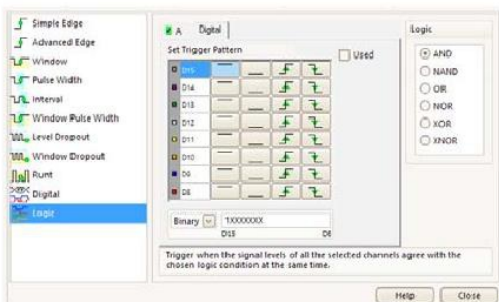 Simple Edge
Advanced Edge
Window
Pulse Width
Interval
Window Pulse Width
Level Dropout
Window Dropout
Runt
Digital
Logic
A
Digital
Set Trigger Pattern
Used
D15
D14
D13
D12
D11
D10
D9
D8
Binary
1XXXXXXX
D15
D8
Logic
AND
NAND
OR
NOR
XOR
XNOR
Trigger when the signal levels of all the selected channels agree with the
chosen logic condition at the same time.
Help
Close